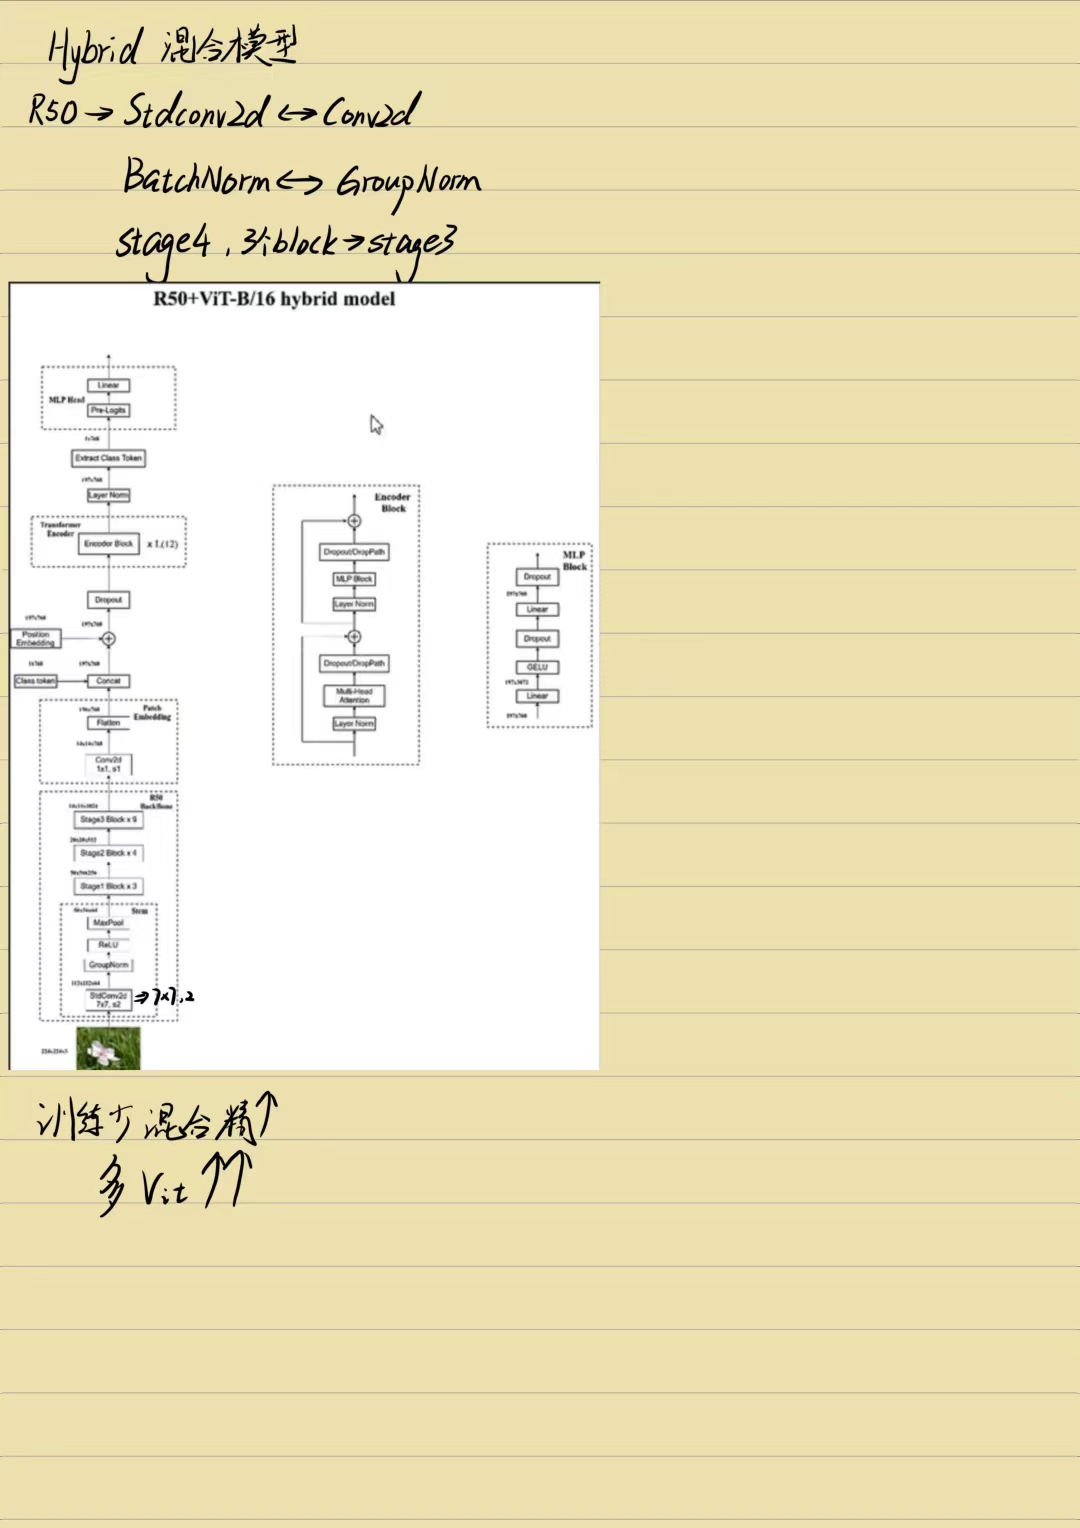 Hybrid 混合模型
R50→Stdconv2d↔Conv2d
BatchNorm↔GroupNorm
stage4，3个block→stage3
R50+ViT-B/16 hybrid model
Linear
MLP Head
Pre-Logits
1x768
Extract Class Token
197x768
Layer Norm
Transformer
Encoder
Encoder Block
x L(12)
Dropout
197x768
197x768
Position
Embedding
1x768
197x768
Class token
Concat
196x768
Patch
Embedding
Flatten
14x14x768
Conv2d
1x1, s1
R50
Backbone
14x14x1024
Stage3 Block x 9
28x28x512
Stage2 Block x 4
56x56x256
Stage1 Block x 3
56x56x64
Stem
MaxPool
ReLU
GroupNorm
112x112x64
StdConv2d
7x7, s2
⇒7×7,2
224x224x3
Encoder
Block
Dropout/DropPath
MLP Block
Layer Norm
Dropout/DropPath
Multi-Head
Attention
Layer Norm
MLP
Block
Dropout
197x768
Linear
Dropout
GELU
197x3072
Linear
197x768
训练少 混合精↑
多 Vit↑↑